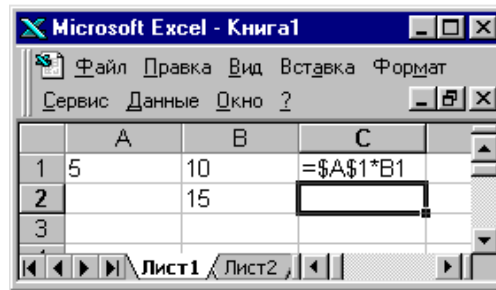 Microsoft Excel - Книга1
Файл Правка Вид Вставка Формат
Сервис Данные Окно ?
A B C
1 5 10 =$A$1*B1
2 15
3
Лист1 Лист2